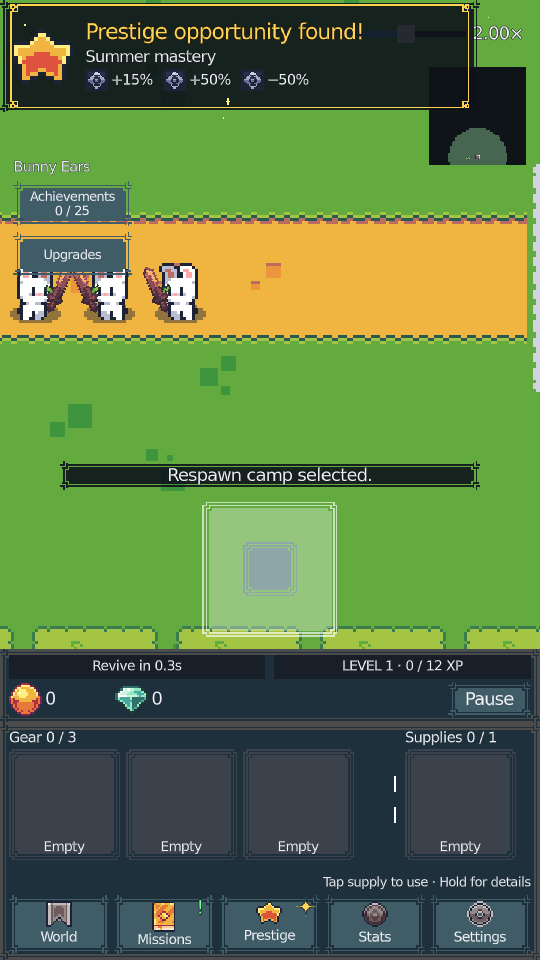 Prestige opportunity found!
2.00×
Summer mastery
+15% +50% −50%
Bunny Ears
Achievements
0 / 25
Upgrades
Respawn camp selected.
Revive in 0.3s
LEVEL 1 · 0 / 12 XP
0
0
Pause
Gear 0 / 3
Supplies 0 / 1
Empty
Empty
Empty
Empty
Tap supply to use · Hold for details
World
Missions
Prestige
Stats
Settings